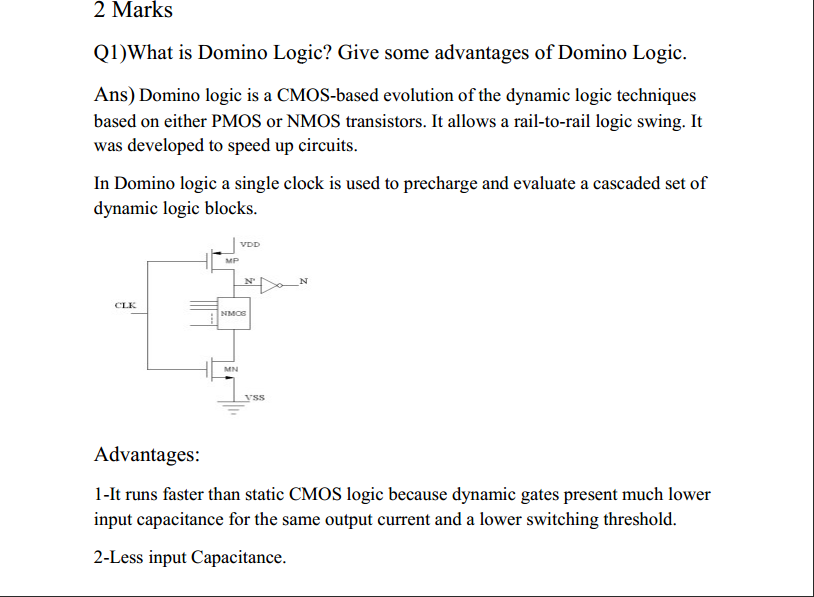 2 Marks
Q1)What is Domino Logic? Give some advantages of Domino Logic.
Ans) Domino logic is a CMOS-based evolution of the dynamic logic techniques
based on either PMOS or NMOS transistors. It allows a rail-to-rail logic swing. It
was developed to speed up circuits.
In Domino logic a single clock is used to precharge and evaluate a cascaded set of
dynamic logic blocks.
VDD
MP
N' N
CLK
NMOS
MN
VSS
Advantages:
1-It runs faster than static CMOS logic because dynamic gates present much lower
input capacitance for the same output current and a lower switching threshold.
2-Less input Capacitance.